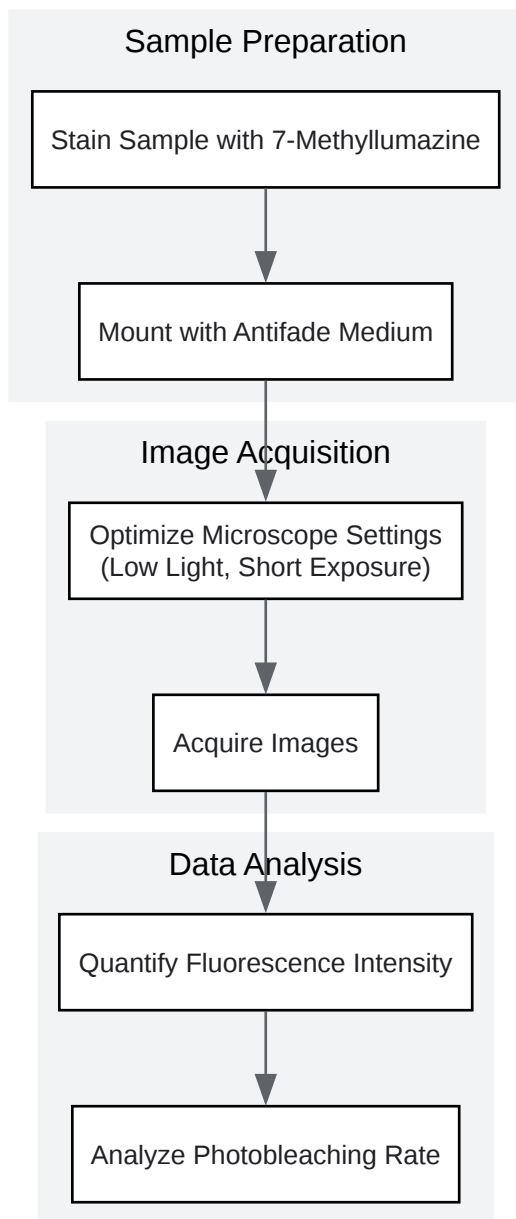 Sample Preparation
Stain Sample with 7-Methyllumazine
Mount with Antifade Medium
Image Acquisition
Optimize Microscope Settings
(Low Light, Short Exposure)
Acquire Images
Data Analysis
Quantify Fluorescence Intensity
Analyze Photobleaching Rate